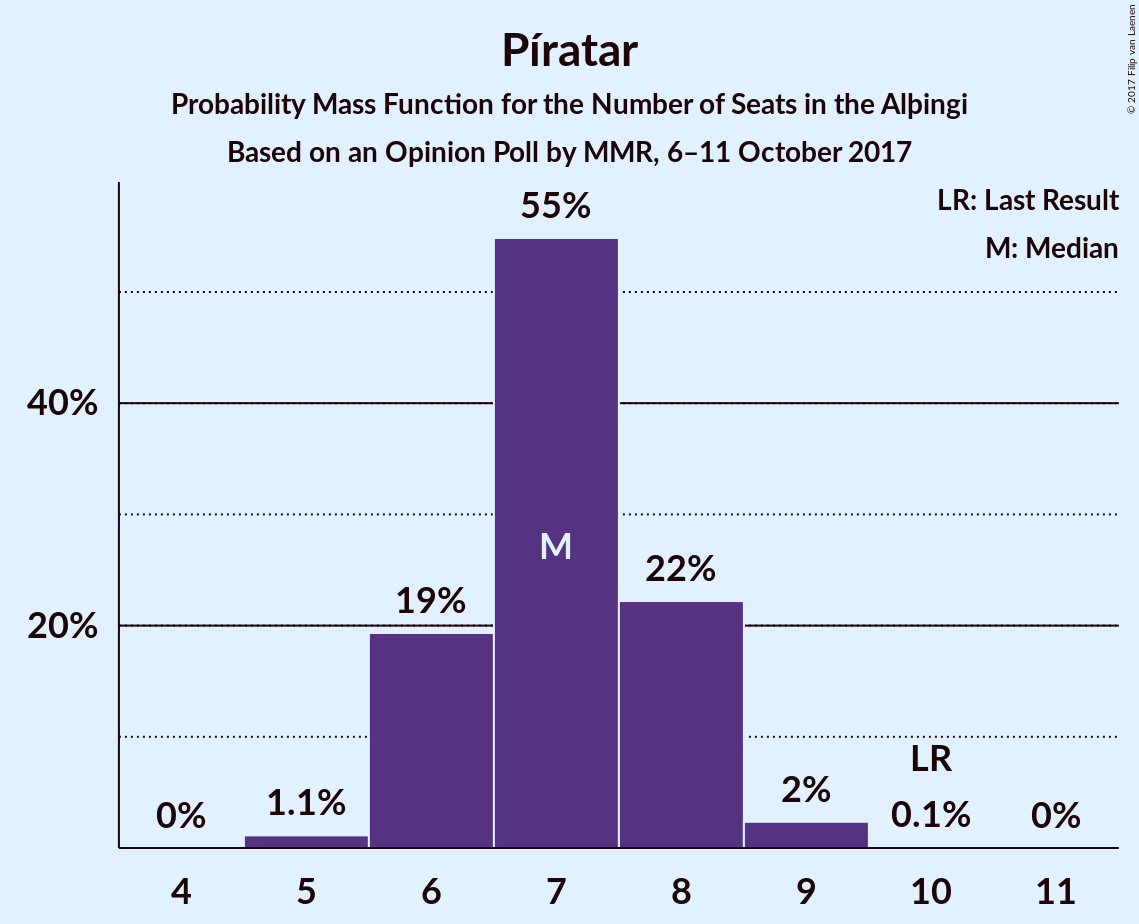 Píratar
Probability Mass Function for the Number of Seats in the Alþingi
Based on an Opinion Poll by MMR, 6–11 October 2017
© 2017 Filip van Laenen
LR: Last Result
M: Median
55%
40%
M
22%
19%
20%
LR
2%
1.1%
0%
0.1%
0%
4 5 6 7 8 9 10 11